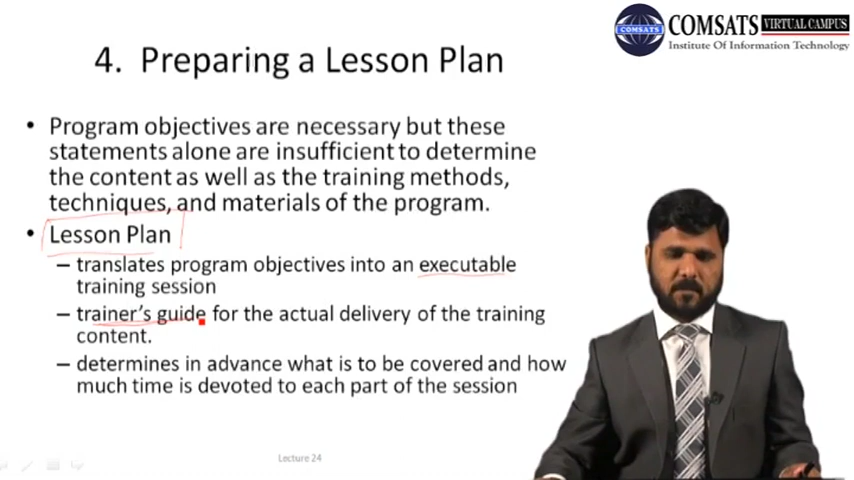 COMSATS VIRTUAL CAMPUS
Institute Of Information Technology
4. Preparing a Lesson Plan
• Program objectives are necessary but these
statements alone are insufficient to determine
the content as well as the training methods,
techniques, and materials of the program.
• Lesson Plan
– translates program objectives into an executable
training session
– trainer's guide for the actual delivery of the training
content.
– determines in advance what is to be covered and how
much time is devoted to each part of the session
Lecture 24